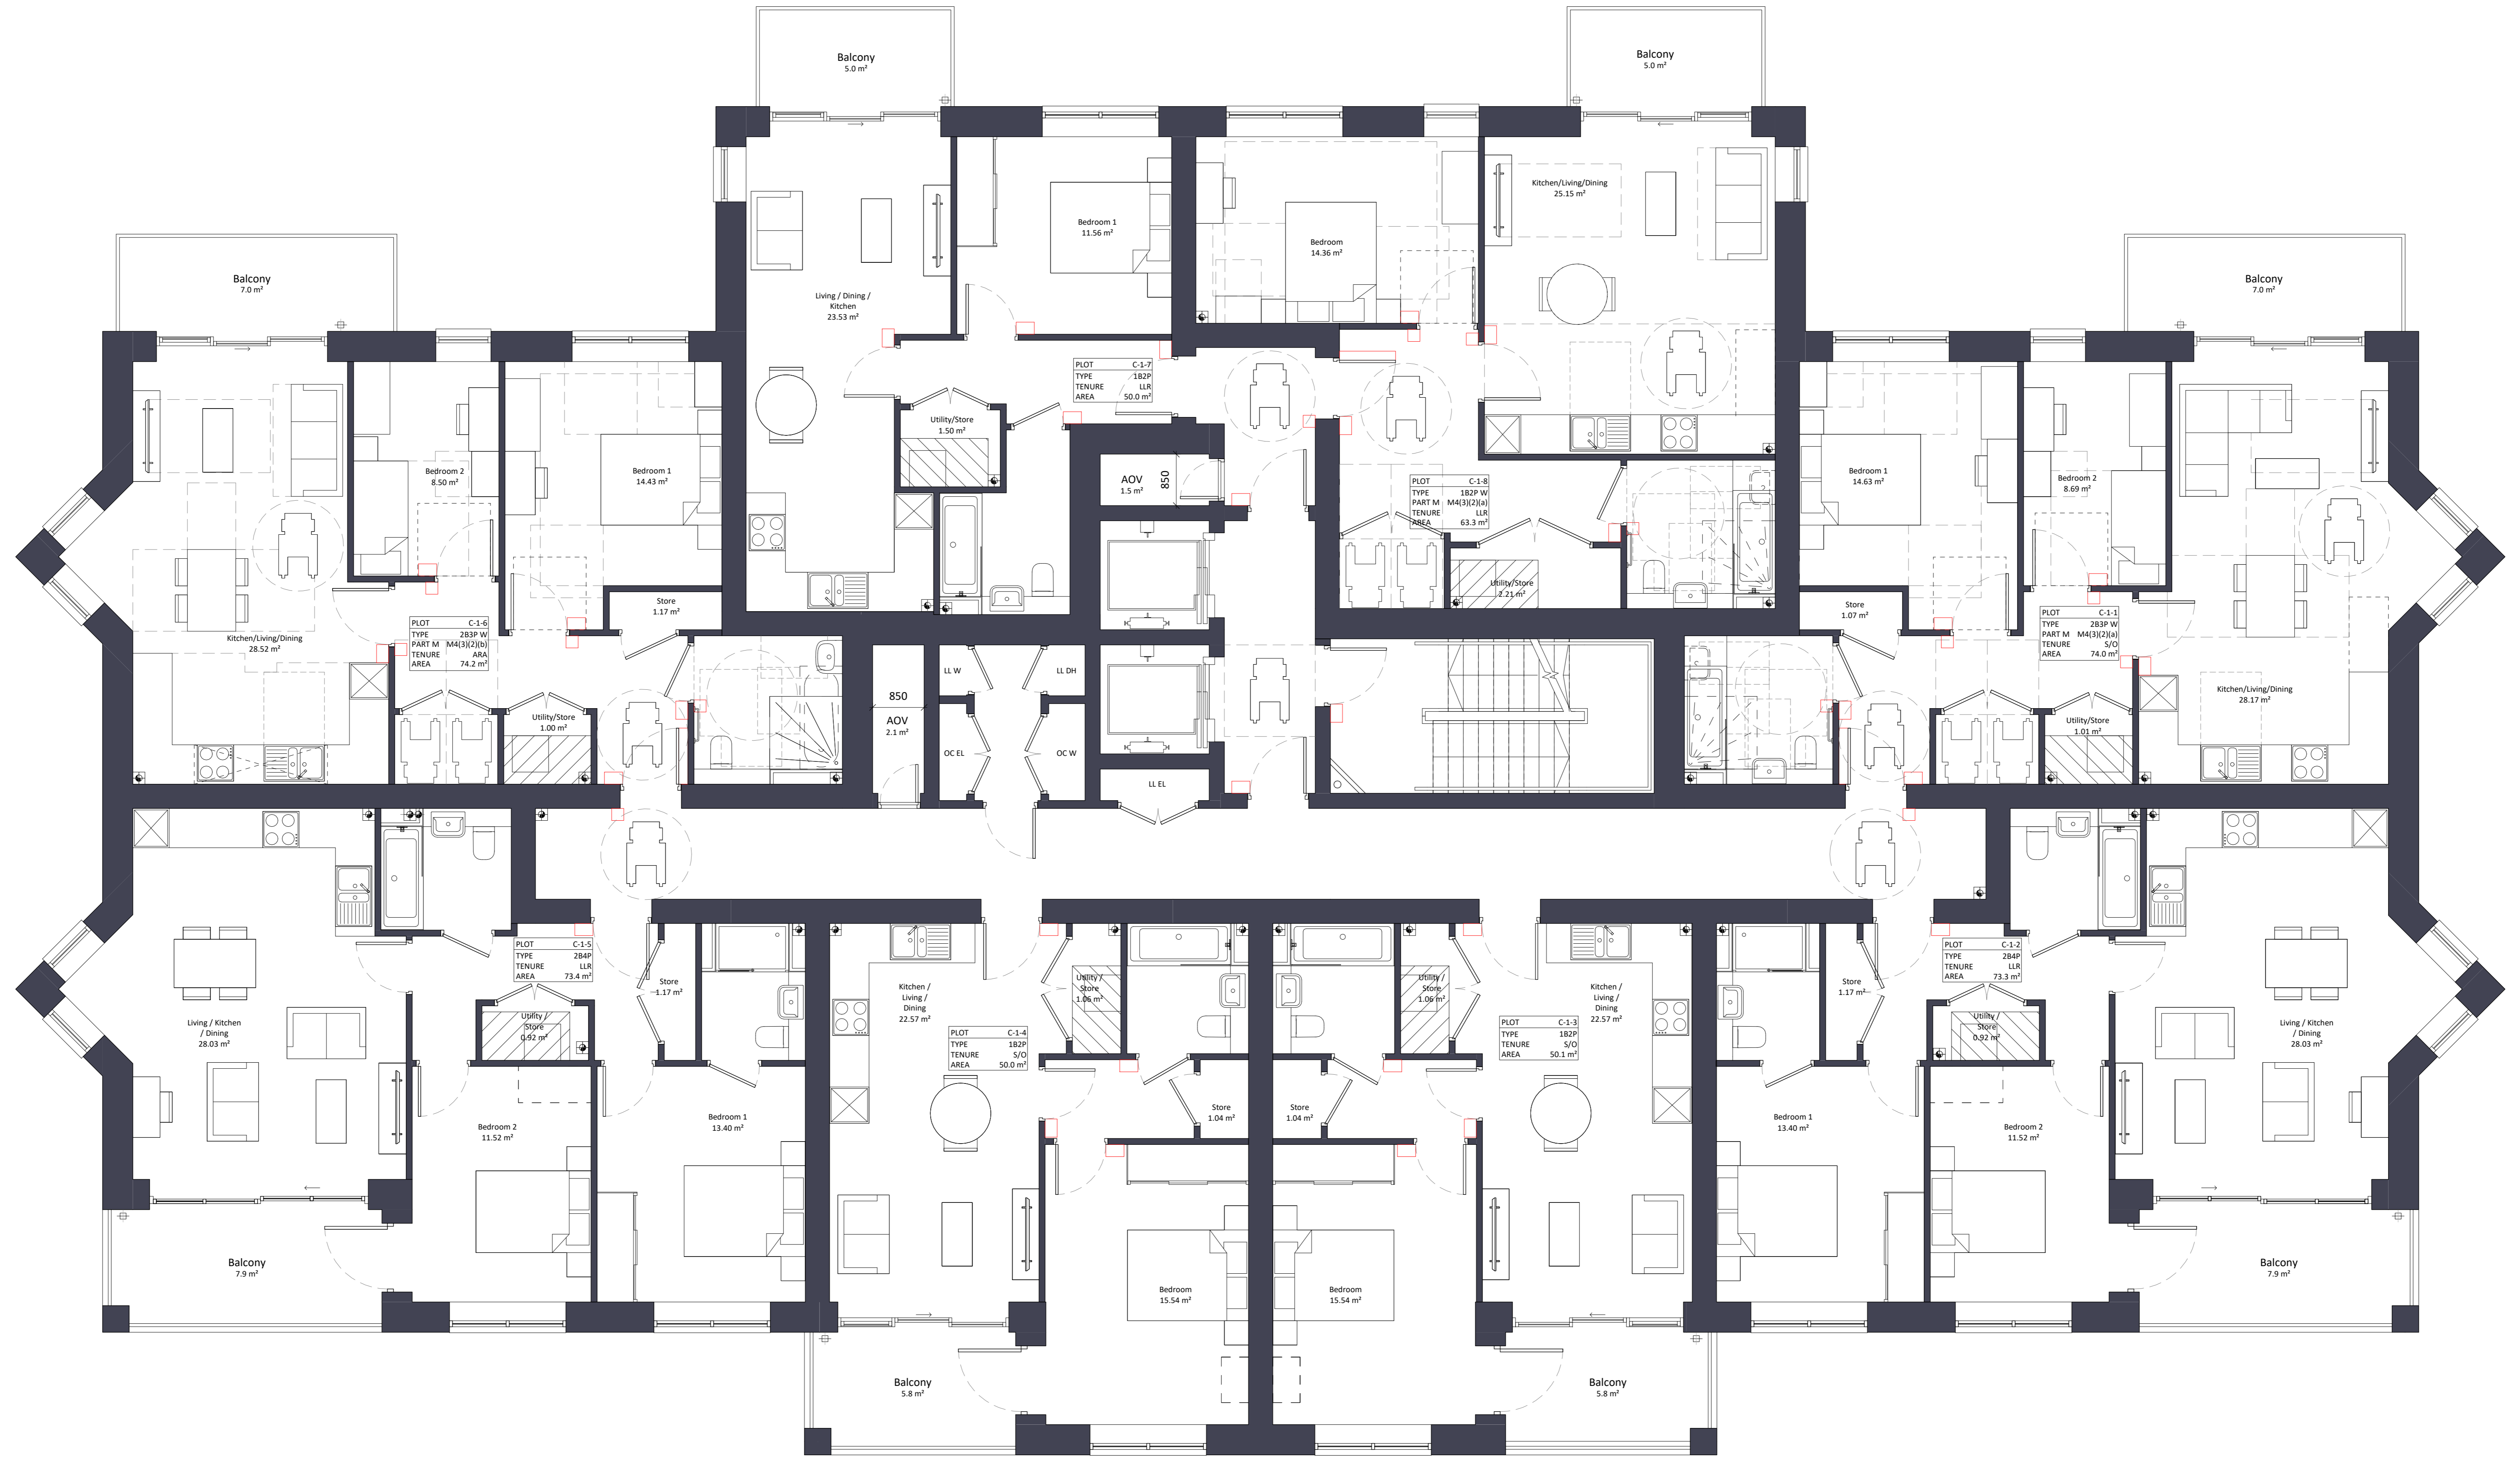 Balcony
5.0 m²
Balcony
5.0 m²
Kitchen/Living/Dining
25.15 m²
Bedroom 1
11.56 m²
Bedroom
14.36 m²
Balcony
7.0 m²
Balcony
7.0 m²
Living / Dining /
Kitchen
23.53 m²
PLOT C-1-7
TYPE 1B2P
TENURE LLR
AREA 50.0 m²
Utility/Store
1.50 m²
Bedroom 2
8.50 m²
Bedroom 1
14.43 m²
AOV
1.5 m²
850
PLOT C-1-8
TYPE 1B2P W
PART M M4(3)(2)(a)
TENURE LLR
AREA 63.3 m²
Bedroom 1
14.63 m²
Bedroom 2
8.69 m²
Utility/Store
2.21 m²
Store
1.17 m²
Store
1.07 m²
PLOT C-1-6
TYPE 2B3P W
PART M M4(3)(2)(b)
TENURE ARA
AREA 74.2 m²
PLOT C-1-1
TYPE 2B3P W
PART M M4(3)(2)(a)
TENURE S/O
AREA 74.0 m²
Kitchen/Living/Dining
28.52 m²
LL W
LL DH
Kitchen/Living/Dining
28.17 m²
850
AOV
2.1 m²
Utility/Store
1.00 m²
Utility/Store
1.01 m²
OC EL
OC W
LL EL
PLOT C-1-5
TYPE 2B4P
TENURE LLR
AREA 73.4 m²
PLOT C-1-2
TYPE 2B4P
TENURE LLR
AREA 73.3 m²
Store
1.17 m²
Kitchen /
Living /
Dining
22.57 m²
Utility /
Store
1.06 m²
Utility /
Store
1.06 m²
Kitchen /
Living /
Dining
22.57 m²
Store
1.17 m²
Living / Kitchen
/ Dining
28.03 m²
Utility /
Store
0.92 m²
PLOT C-1-4
TYPE 1B2P
TENURE S/O
AREA 50.0 m²
PLOT C-1-3
TYPE 1B2P
TENURE S/O
AREA 50.1 m²
Utility /
Store
0.92 m²
Living / Kitchen
/ Dining
28.03 m²
Bedroom 2
11.52 m²
Bedroom 1
13.40 m²
Store
1.04 m²
Store
1.04 m²
Bedroom 1
13.40 m²
Bedroom 2
11.52 m²
Balcony
7.9 m²
Bedroom
15.54 m²
Bedroom
15.54 m²
Balcony
7.9 m²
Balcony
5.8 m²
Balcony
5.8 m²